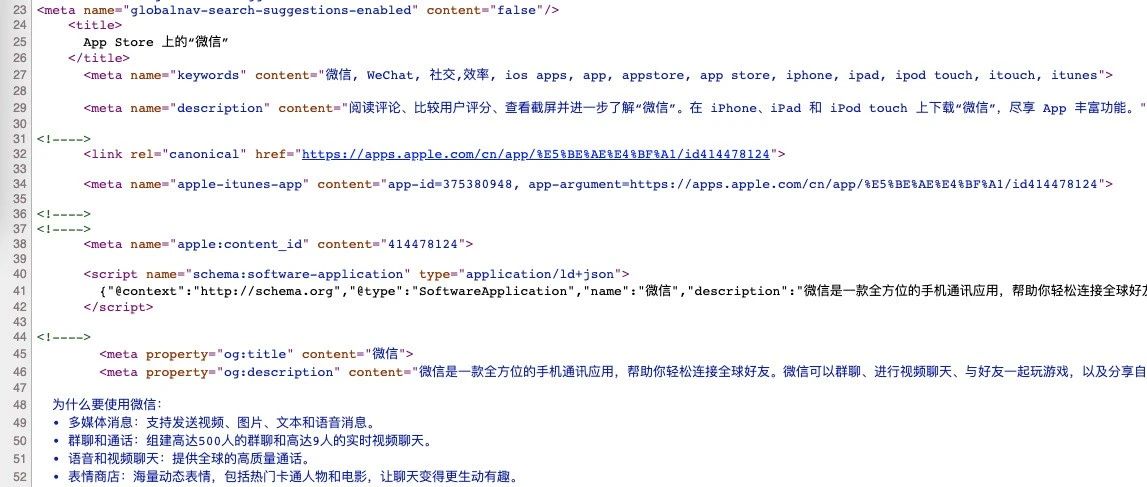 23 <meta name="globalnav-search-suggestions-enabled" content="false"/>
24 <title>
25 App Store 上的“微信”
26 </title>
27 <meta name="keywords" content="微信, WeChat, 社交,效率, ios apps, app, appstore, app store, iphone, ipad, ipod touch, itouch, itunes">
28
29 <meta name="description" content="阅读评论、比较用户评分、查看截屏并进一步了解“微信”。在 iPhone、iPad 和 iPod touch 上下载“微信”，尽享 App 丰富功能。"
30
31 <!---->
32 <link rel="canonical" href="https://apps.apple.com/cn/app/%E5%BE%AE%E4%BF%A1/id414478124">
33
34 <meta name="apple-itunes-app" content="app-id=375380948, app-argument=https://apps.apple.com/cn/app/%E5%BE%AE%E4%BF%A1/id414478124">
35
36 <!---->
37 <!---->
38 <meta name="apple:content_id" content="414478124">
39
40 <script name="schema:software-application" type="application/ld+json">
41 {"@context":"http://schema.org","@type":"SoftwareApplication","name":"微信","description":"微信是一款全方位的手机通讯应用，帮助你轻松连接全球好
42 </script>
43
44 <!---->
45 <meta property="og:title" content="微信">
46 <meta property="og:description" content="微信是一款全方位的手机通讯应用，帮助你轻松连接全球好友。微信可以群聊、进行视频聊天、与好友一起玩游戏，以及分享自
47
48 为什么要使用微信：
49 • 多媒体消息：支持发送视频、图片、文本和语音消息。
50 • 群聊和通话：组建高达500人的群聊和高达9人的实时视频聊天。
51 • 语音和视频聊天：提供全球的高质量通话。
52 • 表情商店：海量动态表情，包括热门卡通人物和电影，让聊天变得更生动有趣。